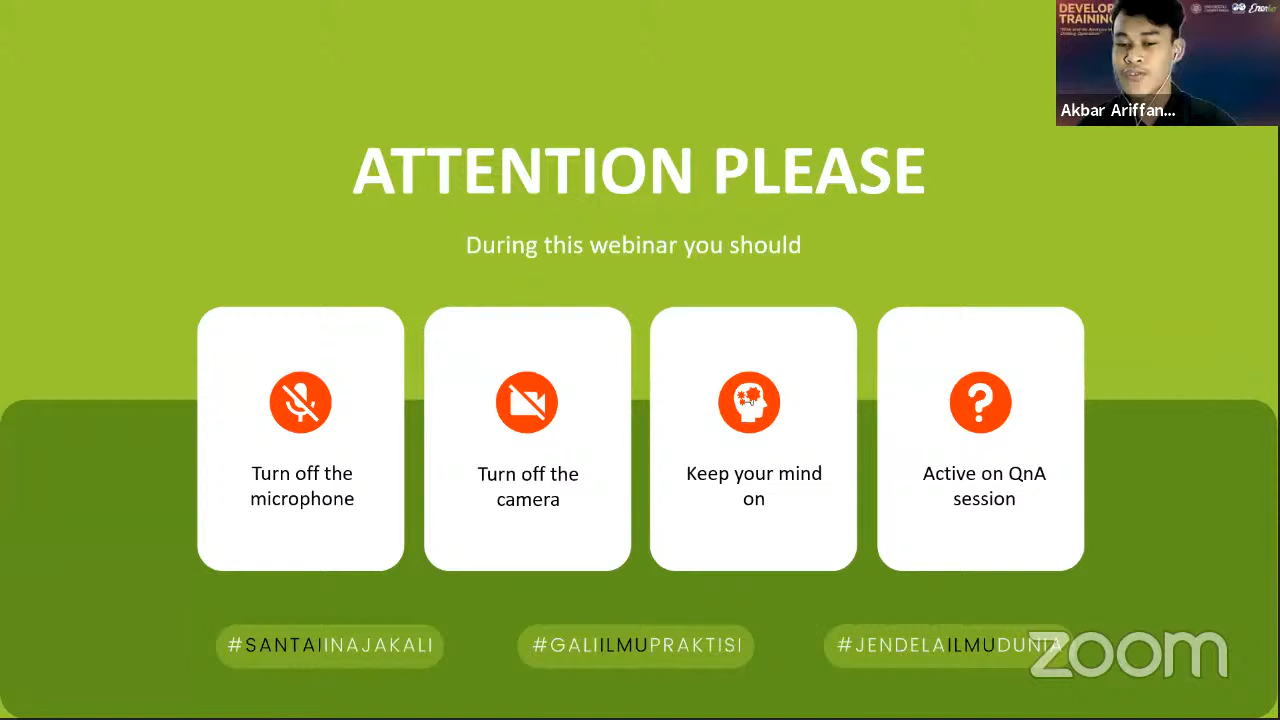 DEVELOP
TRAINING
Akbar Ariffan...
ATTENTION PLEASE
During this webinar you should
Turn off the
microphone
Turn off the
camera
Keep your mind
on
Active on QnA
session
#SANTAIINAJAKALI
#GALIILMUPRAKTISI
#JENDELAILMUDUNIA
zoom